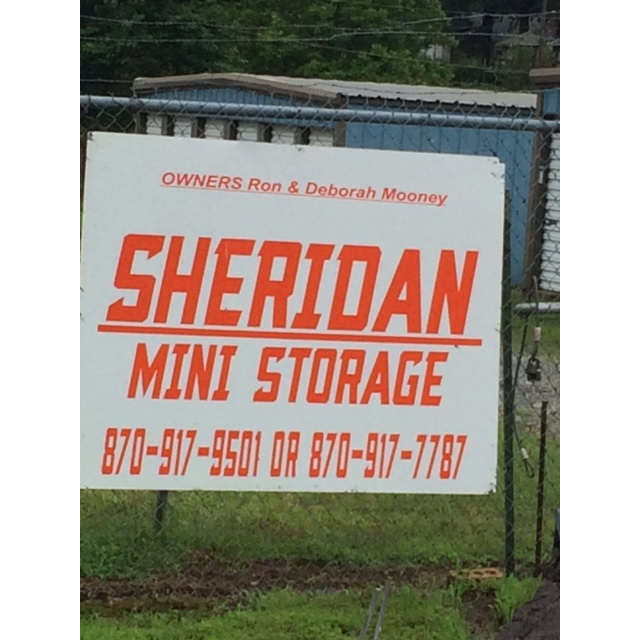 OWNERS Ron & Deborah Mooney
SHERIDAN
MINI STORAGE
870-917-9501 OR 870-917-7787